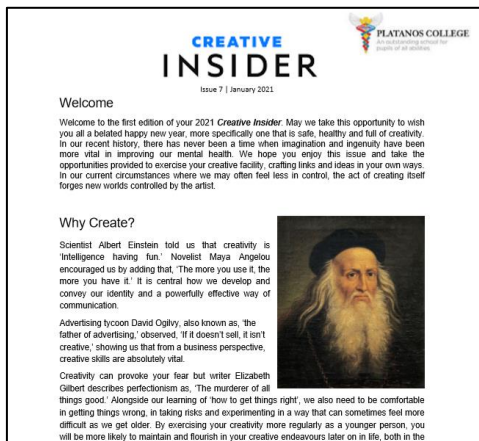 PLATANOS COLLEGE
An outstanding school for
pupils of all abilities
CREATIVE
INSIDER
Issue 7 | January 2021
Welcome
Welcome to the first edition of your 2021 Creative Insider. May we take this opportunity to wish
you all a belated happy new year, more specifically one that is safe, healthy and full of creativity.
In our recent history, there has never been a time when imagination and ingenuity have been
more vital in improving our mental health. We hope you enjoy this issue and take the
opportunities provided to exercise your creative facility, crafting links and ideas in your own ways.
In our current circumstances where we may often feel less in control, the act of creating itself
forges new worlds controlled by the artist.
Why Create?
Scientist Albert Einstein told us that creativity is
'Intelligence having fun.' Novelist Maya Angelou
encouraged us by adding that, 'The more you use it, the
more you have it.' It is central how we develop and
convey our identity and a powerfully effective way of
communication.
Advertising tycoon David Ogilvy, also known as, 'the
father of advertising,' observed, 'If it doesn't sell, it isn't
creative,' showing us that from a business perspective,
creative skills are absolutely vital.
Creativity can provoke your fear but writer Elizabeth
Gilbert describes perfectionism as, 'The murderer of all
things good.' Alongside our learning of 'how to get things right', we also need to be comfortable
in getting things wrong, in taking risks and experimenting in a way that can sometimes feel more
difficult as we get older. By exercising your creativity more regularly as a younger person, you
will be more likely to maintain and flourish in your creative endeavours later on in life, both in the